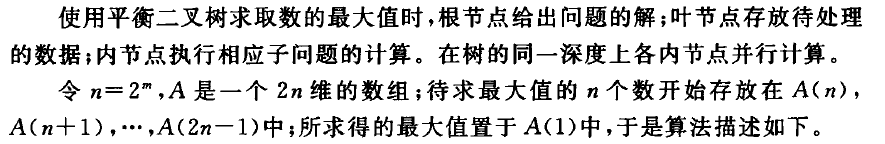 使用平衡二叉树求取数的最大值时,根节点给出问题的解;叶节点存放待处理
的数据;内节点执行相应子问题的计算。在树的同一深度上各内节点并行计算。
令 n=2ᵐ,A 是一个 2n 维的数组;待求最大值的 n 个数开始存放在 A(n),
A(n+1),…,A(2n-1)中;所求得的最大值置于 A(1)中,于是算法描述如下。